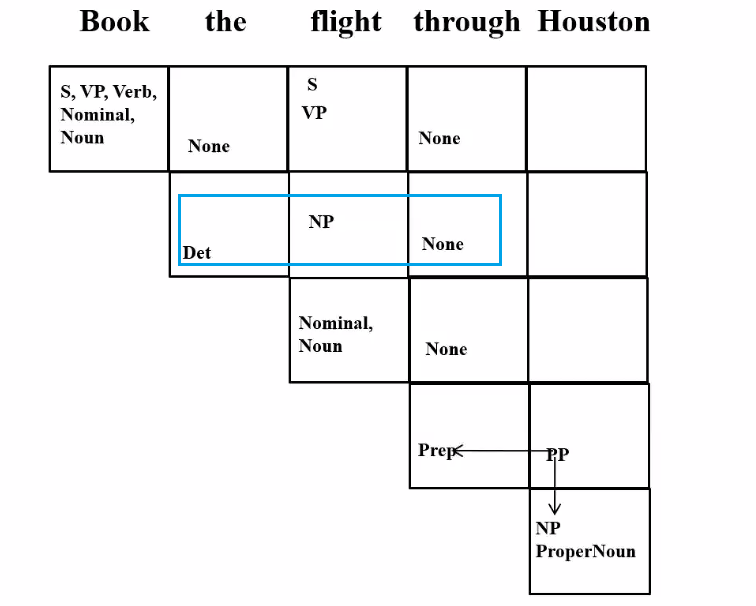 Book the flight through Houston
S, VP, Verb,
Nominal,
Noun
None
S
VP
None
Det
NP
None
Nominal,
Noun
None
Prep
PP
NP
ProperNoun